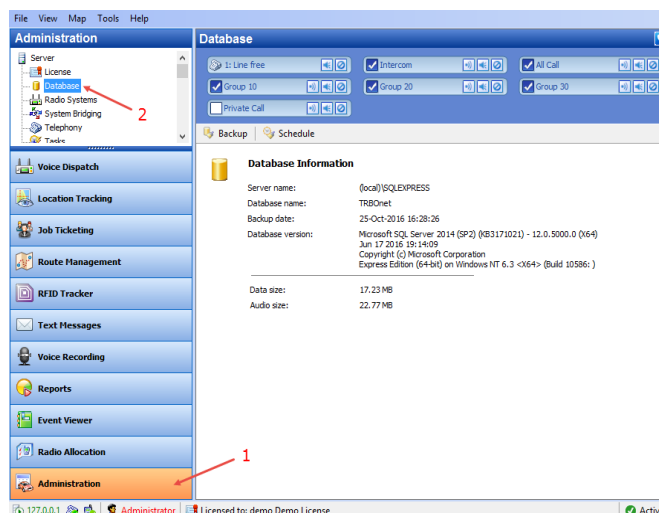 File View Map Tools Help
Administration
Database
Server
License
Database
Radio Systems
System Bridging
Telephony
Tasks
2
1: Line free
Intercom
All Call
Group 10
Group 20
Group 30
Private Call
Backup
Schedule
Voice Dispatch
Location Tracking
Job Ticketing
Route Management
RFID Tracker
Text Messages
Voice Recording
Reports
Event Viewer
Radio Allocation
Administration
1
Database Information
Server name: (local)\SQLEXPRESS
Database name: TRBOnet
Backup date: 25-Oct-2016 16:28:26
Database version: Microsoft SQL Server 2014 (SP2) (KB3171021) - 12.0.5000.0 (X64)
Jun 17 2016 19:14:09
Copyright (c) Microsoft Corporation
Express Edition (64-bit) on Windows NT 6.3 <X64> (Build 10586: )
Data size: 17.23 MB
Audio size: 22.77 MB
127.0.0.1 Administrator Licensed to: demo Demo License